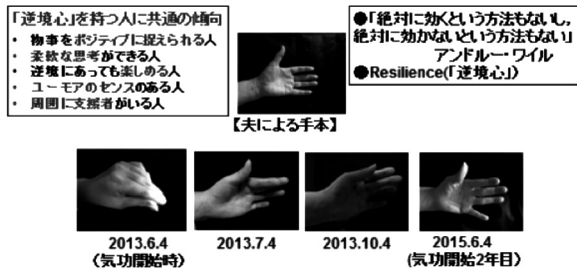 「逆境心」を持つ人に共通の傾向
• 物事をポジティブに捉えられる人
• 柔軟な思考ができる人
• 逆境にあっても楽しめる人
• ユーモアのセンスのある人
• 周囲に支援者がいる人
●「絶対に効くという方法もないし,
絶対に効かないという方法もない」
アンドルー・ワイル
●Resilience(「逆境心」)
【夫による手本】
2013.6.4
(気功開始時)
2013.7.4
2013.10.4
2015.6.4
(気功開始2年目)